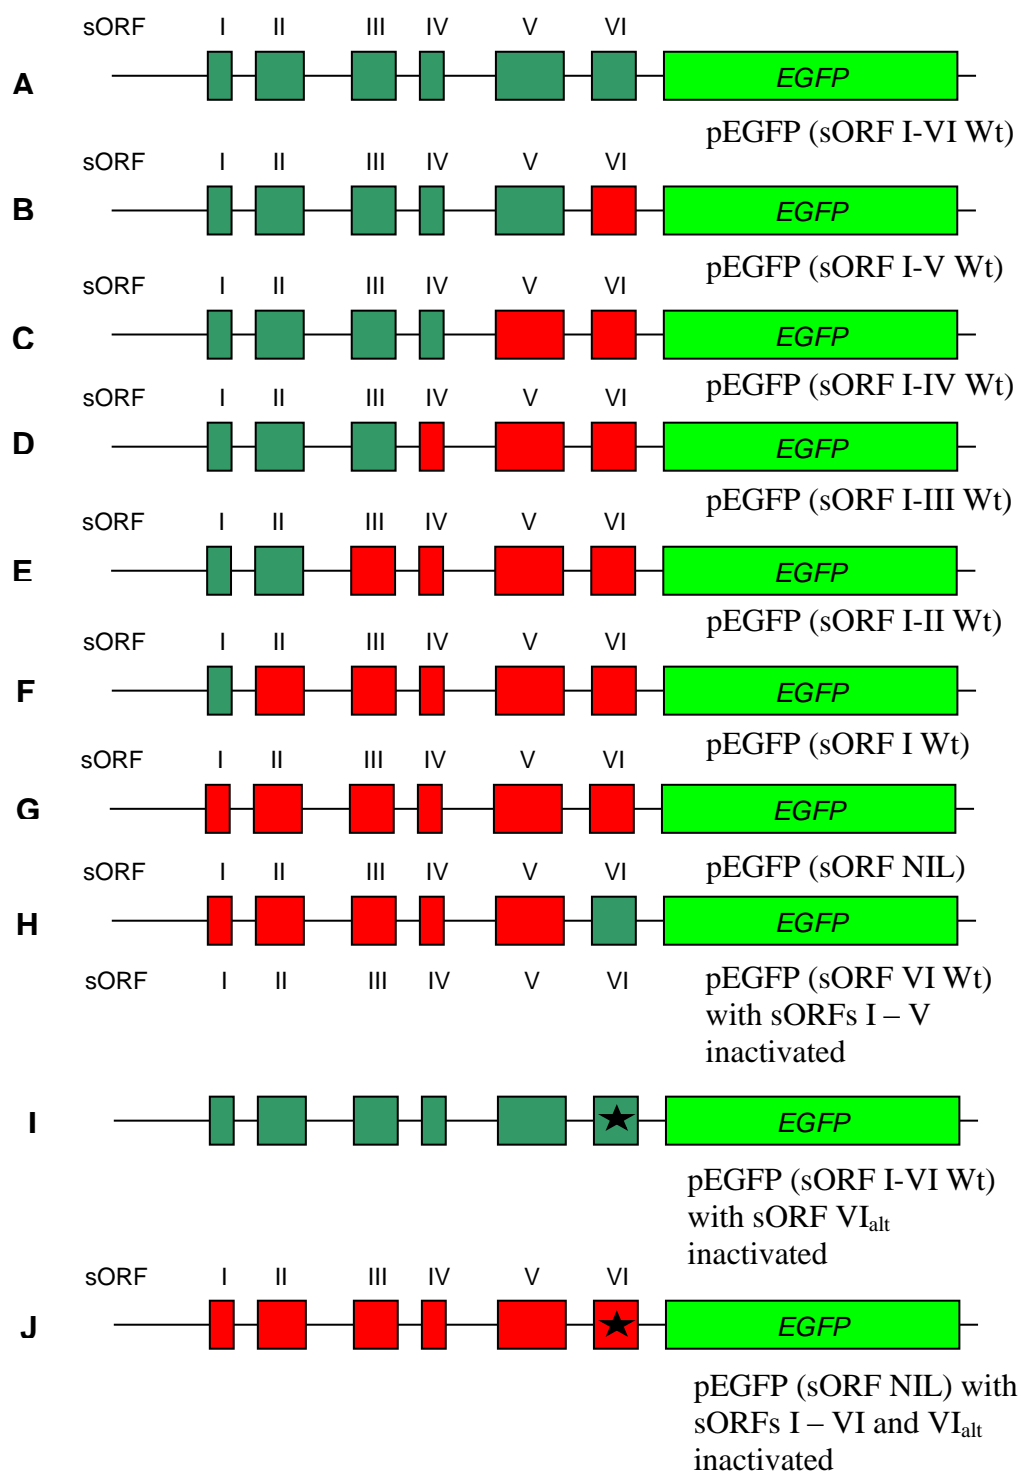 sORF I II III IV V VI
A EGFP
pEGFP (sORF I-VI Wt)
sORF I II III IV V VI
B EGFP
pEGFP (sORF I-V Wt)
sORF I II III IV V VI
C EGFP
pEGFP (sORF I-IV Wt)
sORF I II III IV V VI
D EGFP
pEGFP (sORF I-III Wt)
sORF I II III IV V VI
E EGFP
pEGFP (sORF I-II Wt)
sORF I II III IV V VI
F EGFP
pEGFP (sORF I Wt)
sORF I II III IV V VI
G EGFP
pEGFP (sORF NIL)
sORF I II III IV V VI
H EGFP
pEGFP (sORF VI Wt)
with sORFs I – V
inactivated
sORF I II III IV V VI
I EGFP
pEGFP (sORF I-VI Wt)
with sORF VIalt
inactivated
sORF I II III IV V VI
J EGFP
pEGFP (sORF NIL) with
sORFs I – VI and VIalt
inactivated